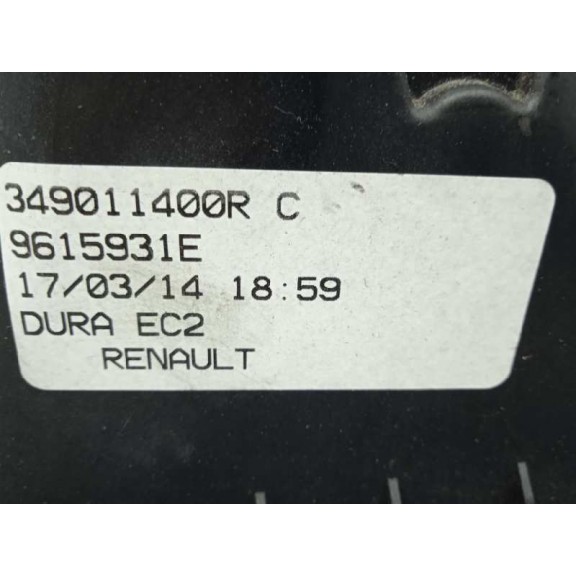 349011400R C
9615931E
17/03/14 18:59
DURA EC2
RENAULT